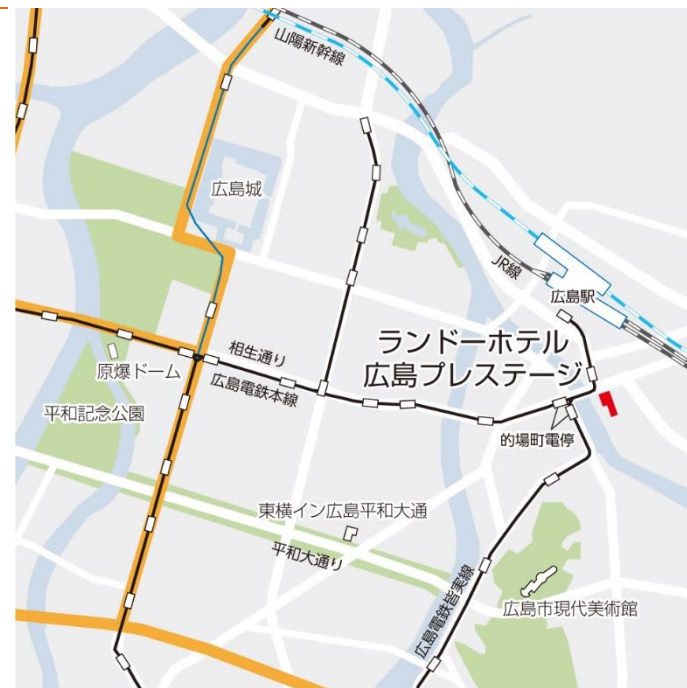 山陽新幹線
広島城
JR線
広島駅
ランドーホテル
広島プレステージ
相生通り
広島電鉄本線
原爆ドーム
平和記念公園
的場町電停
東横イン広島平和大通
平和大通り
広島電鉄皆実線
広島市現代美術館